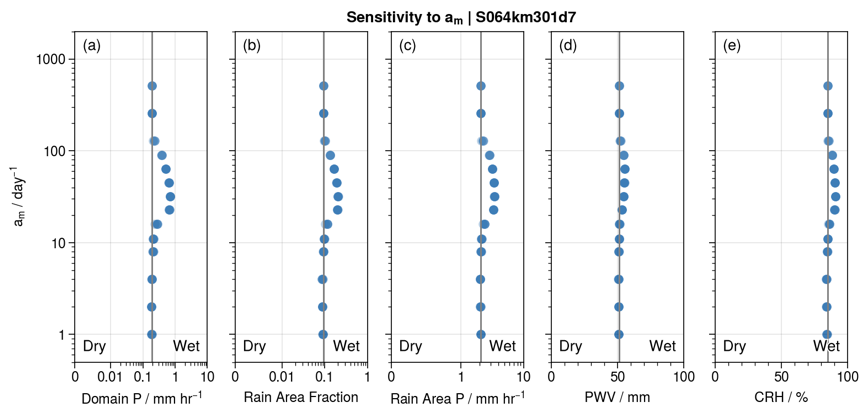 Sensitivity to aₘ | S064km301d7
(a) (b) (c) (d) (e)
1000
100
aₘ / day⁻¹
10
1
Dry Wet Dry Wet Dry Wet Dry Wet Dry Wet
0 0.01 0.1 1 10 0 0.01 0.1 1 0 1 10 0 50 100 0 50 100
Domain P / mm hr⁻¹ Rain Area Fraction Rain Area P / mm hr⁻¹ PWV / mm CRH / %